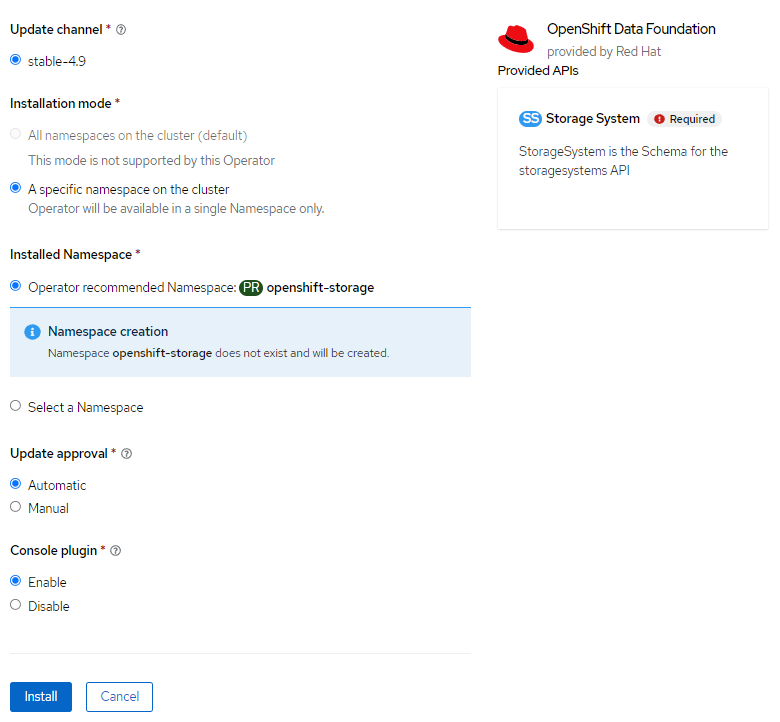 Update channel *
stable-4.9
Installation mode *
All namespaces on the cluster (default)
This mode is not supported by this Operator
A specific namespace on the cluster
Operator will be available in a single Namespace only.
Installed Namespace *
Operator recommended Namespace: PR openshift-storage
Namespace creation
Namespace openshift-storage does not exist and will be created.
Select a Namespace
Update approval *
Automatic
Manual
Console plugin *
Enable
Disable
Install Cancel
OpenShift Data Foundation
provided by Red Hat
Provided APIs
SS Storage System Required
StorageSystem is the Schema for the
storagesystems API